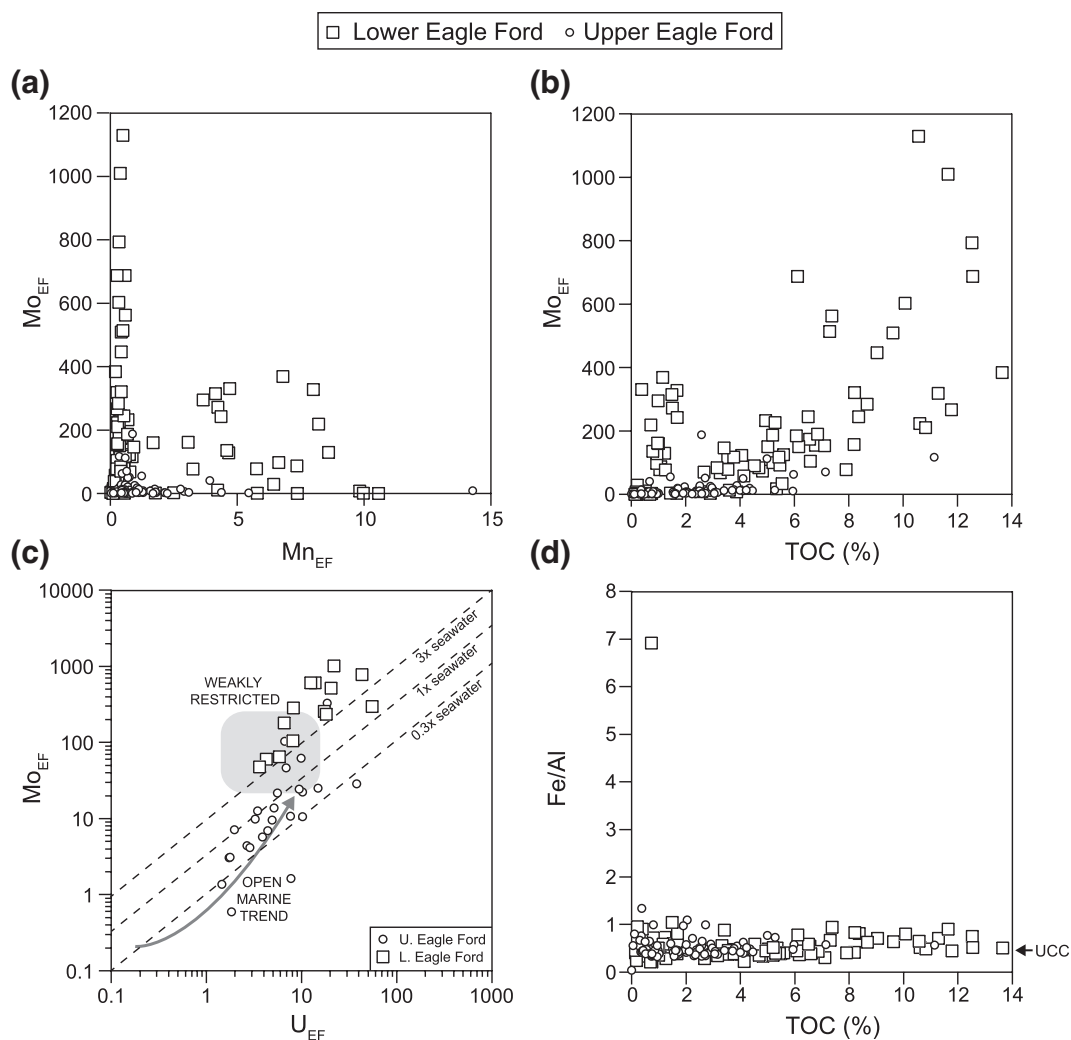 Lower Eagle Ford Upper Eagle Ford
(a)
1200
1000
800
600
400
200
0
Mo_EF
0 5 10 15
Mn_EF
(b)
1200
1000
800
600
400
200
0
Mo_EF
0 2 4 6 8 10 12 14
TOC (%)
(c)
10000
1000
100
10
1
0.1
Mo_EF
WEAKLY
RESTRICTED
3x seawater
1x seawater
0.3x seawater
OPEN
MARINE
TREND
U. Eagle Ford
L. Eagle Ford
0.1 1 10 100 1000
U_EF
(d)
8
7
6
5
4
3
2
1
0
Fe/Al
UCC
0 2 4 6 8 10 12 14
TOC (%)